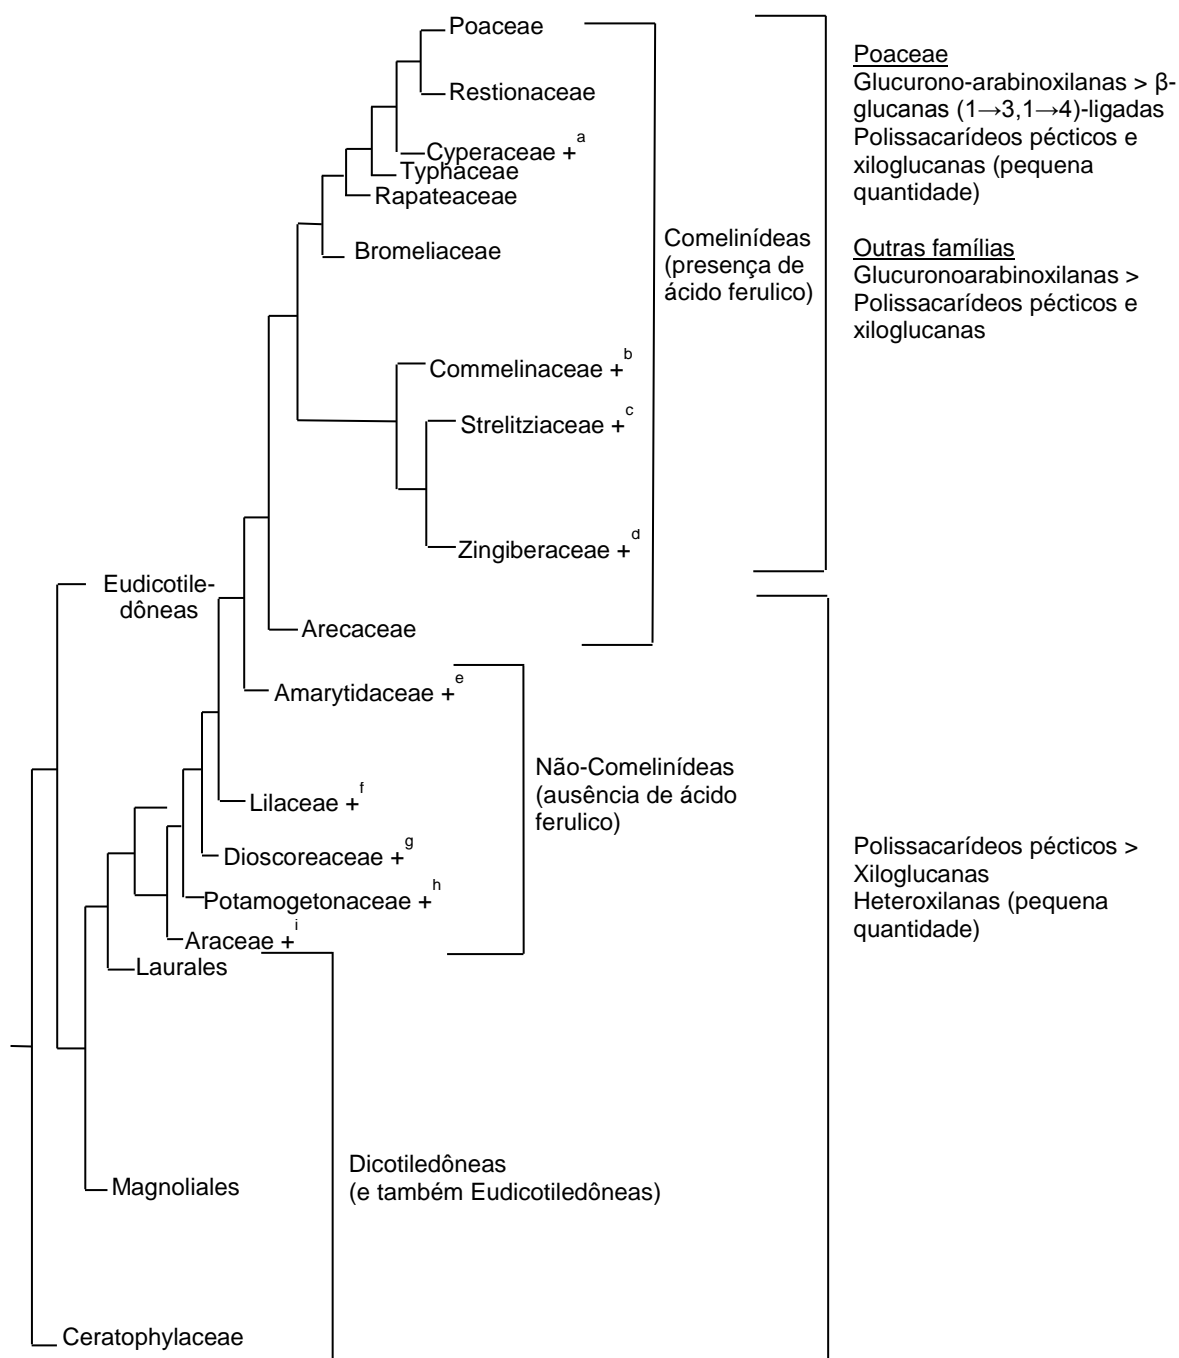 Poaceae
Restionaceae
Cyperaceae + a
Typhaceae
Rapateaceae
Bromeliaceae
Commelinaceae + b
Strelitziaceae + c
Zingiberaceae + d
Eudicotile-
dôneas
Arecaceae
Amarytidaceae + e
Lilaceae + f
Dioscoreaceae + g
Potamogetonaceae + h
Araceae + i
Laurales
Magnoliales
Ceratophylaceae
Comelinídeas
(presença de
ácido ferulico)
Não-Comelinídeas
(ausência de ácido
ferulico)
Dicotiledôneas
(e também Eudicotiledôneas)
Poaceae
Glucurono-arabinoxilanas > β-
glucanas (1→3,1→4)-ligadas
Polissacarídeos pécticos e
xiloglucanas (pequena
quantidade)
Outras famílias
Glucuronoarabinoxilanas >
Polissacarídeos pécticos e
xiloglucanas
Polissacarídeos pécticos >
Xiloglucanas
Heteroxilanas (pequena
quantidade)